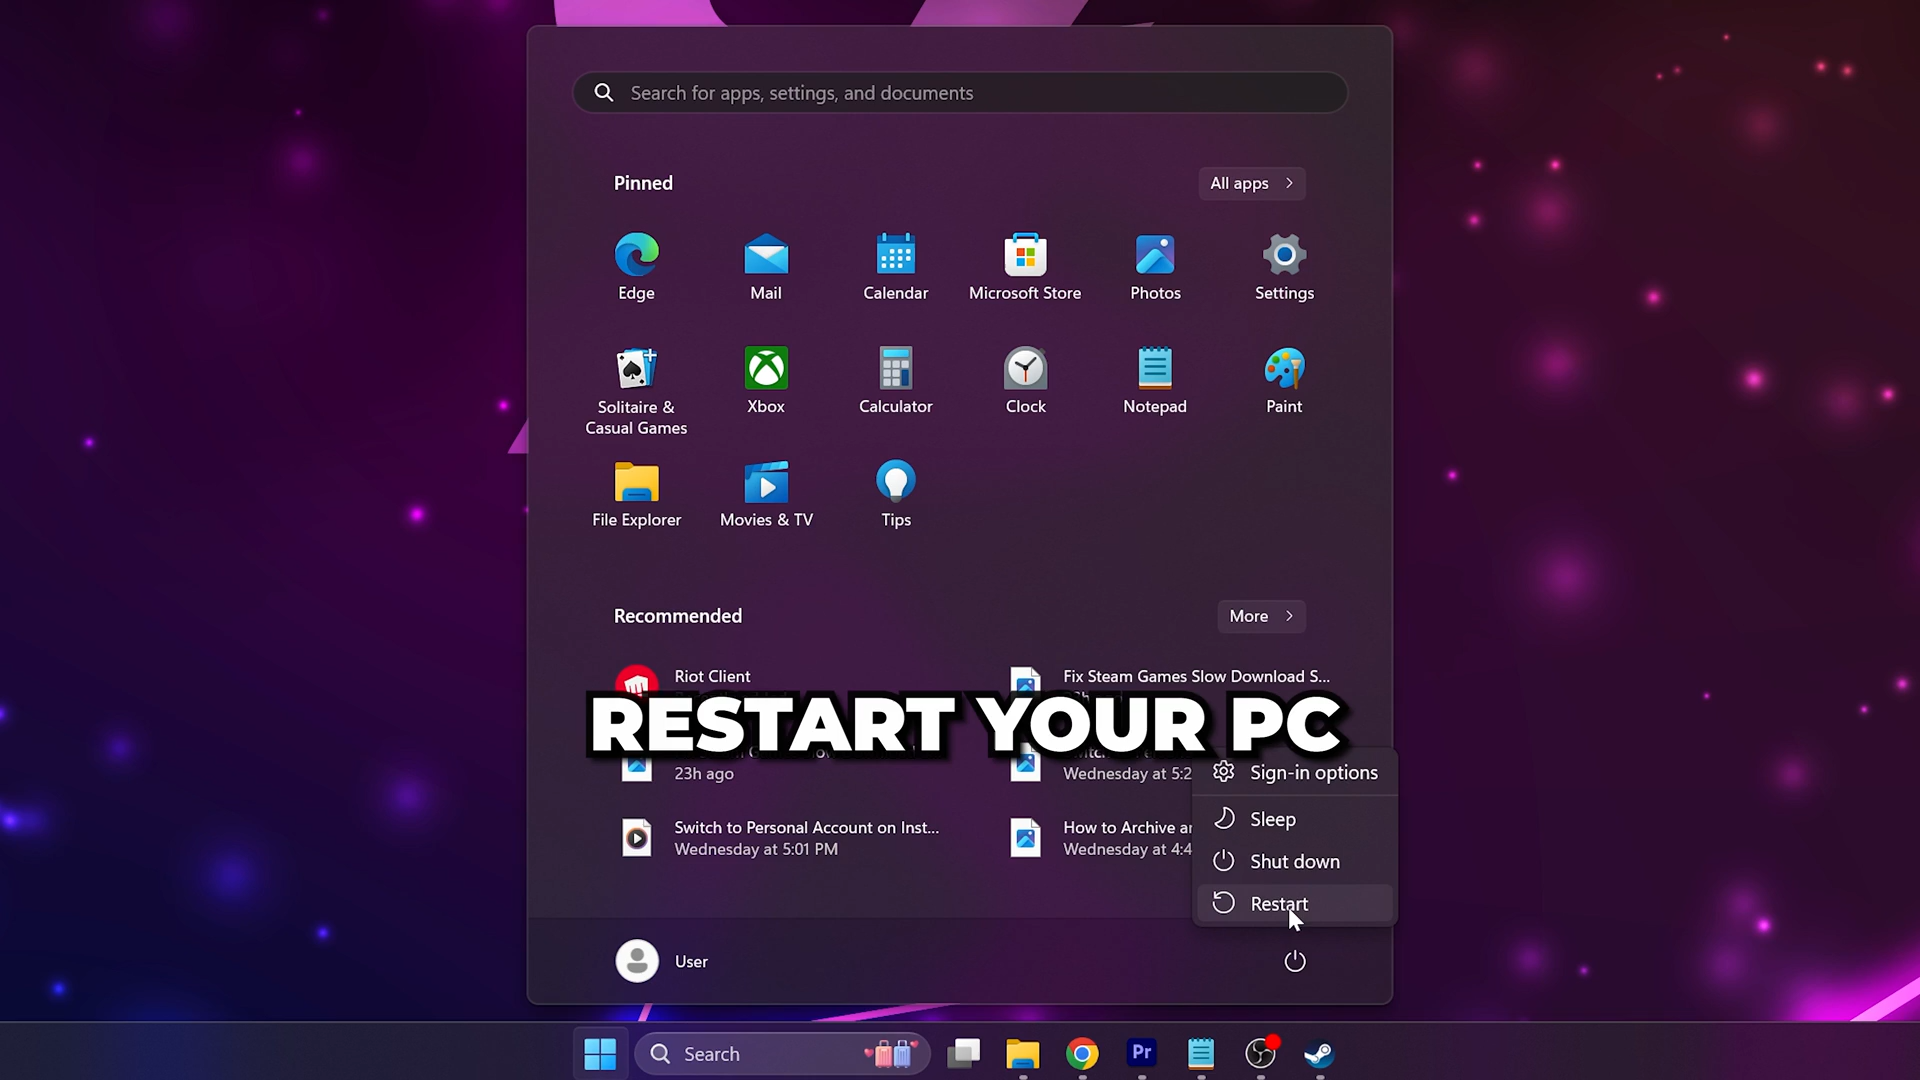 Search for apps, settings, and documents
Pinned
All apps
Edge
Mail
Calendar
Microsoft Store
Photos
Settings
Solitaire &
Casual Games
Xbox
Calculator
Clock
Notepad
Paint
File Explorer
Movies & TV
Tips
Recommended
More
Riot Client
Fix Steam Games Slow Download S...
RESTART YOUR PC
23h ago
Wednesday at 5:2
Sign-in options
Sleep
Switch to Personal Account on Inst...
Wednesday at 5:01 PM
How to Archive ar
Wednesday at 4:4
Shut down
Restart
User
Search
Pr